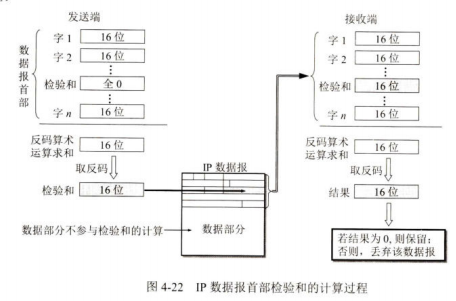 发送端
数据报首部
字 1
16 位
字 2
16 位
检验和
全 0
字 n
16 位
反码算术
运算求和
16 位
取反码
检验和
16 位
数据部分不参与检验和的计算
IP 数据报
数据部分
接收端
字 1
16 位
字 2
16 位
检验和
16 位
字 n
16 位
反码算术
运算求和
16 位
取反码
结果
16 位
若结果为 0, 则保留;
否则，丢弃该数据报
图 4-22 IP 数据报首部检验和的计算过程